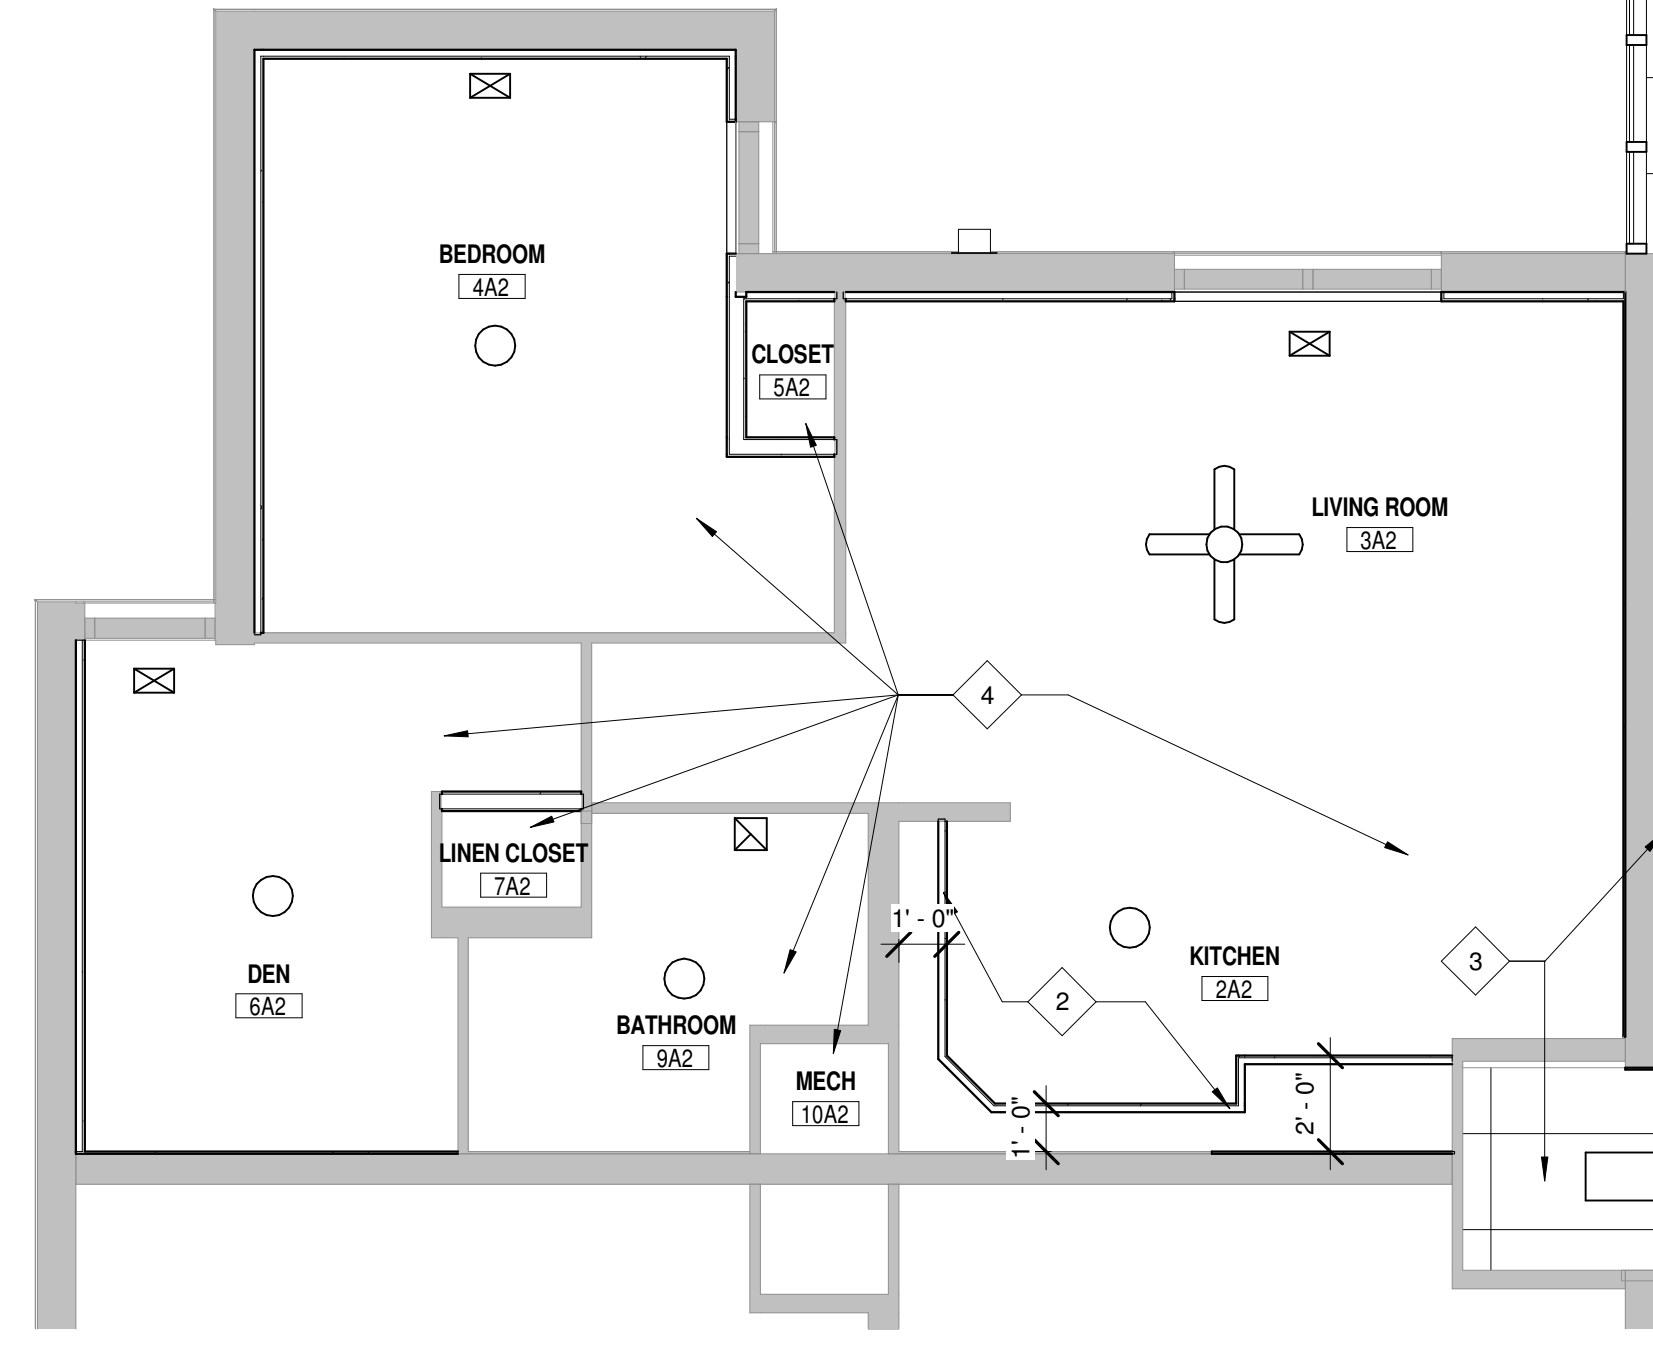 BEDROOM
4A2
CLOSET
5A2
LIVING ROOM
3A2
4
LINEN CLOSET
7A2
1' - 0"
KITCHEN
2A2
3
DEN
6A2
2
BATHROOM
9A2
MECH
10A2
1' - 0"
2' - 0"